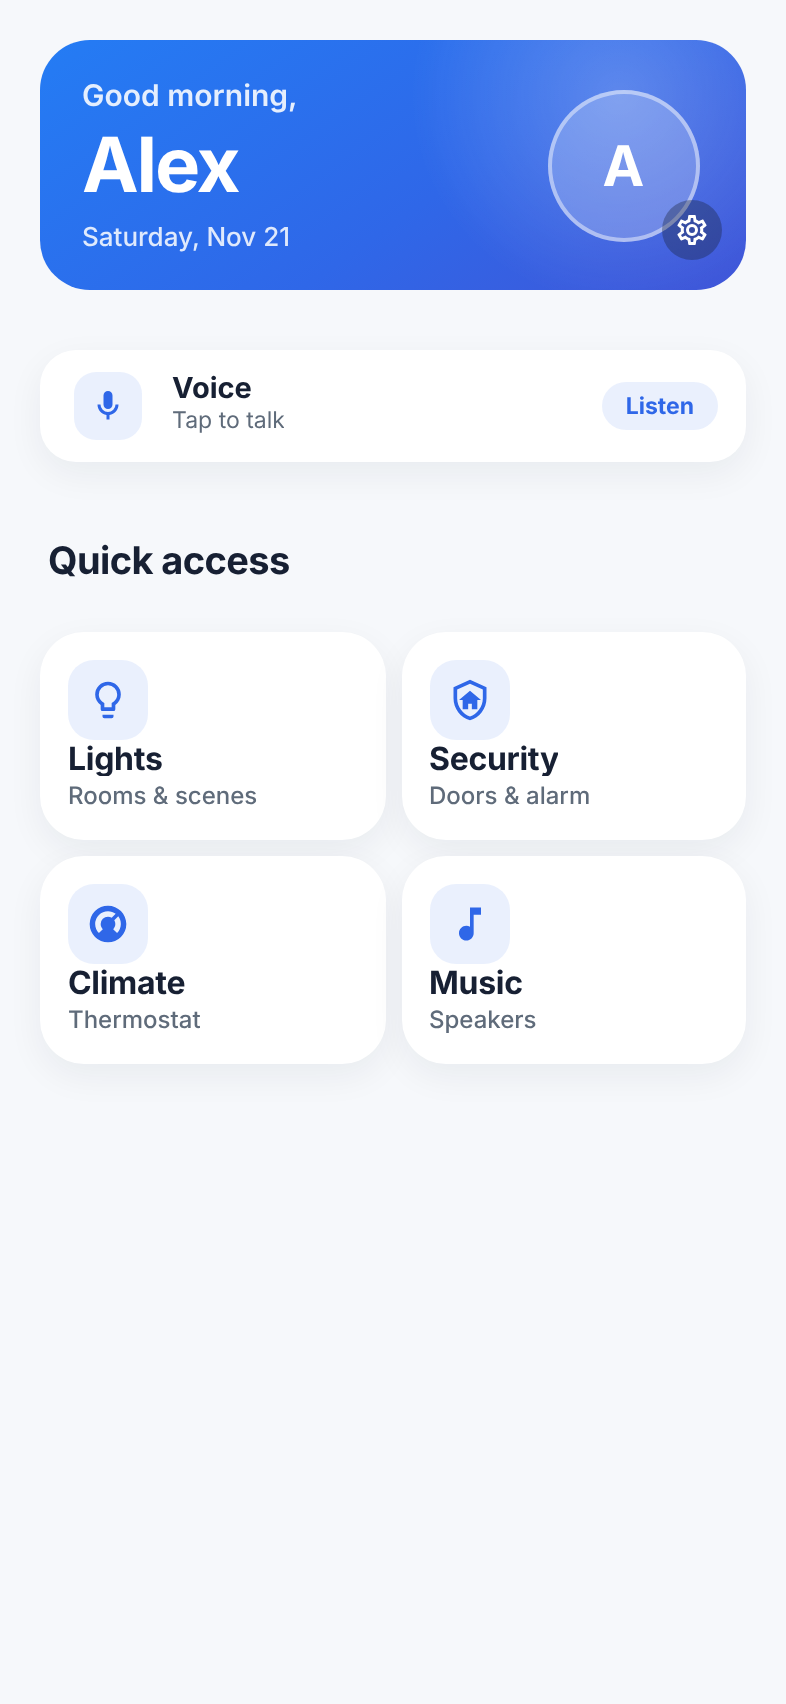 Good morning,
Alex
Saturday, Nov 21
A
Voice
Tap to talk
Listen
Quick access
Lights
Rooms & scenes
Security
Doors & alarm
Climate
Thermostat
Music
Speakers